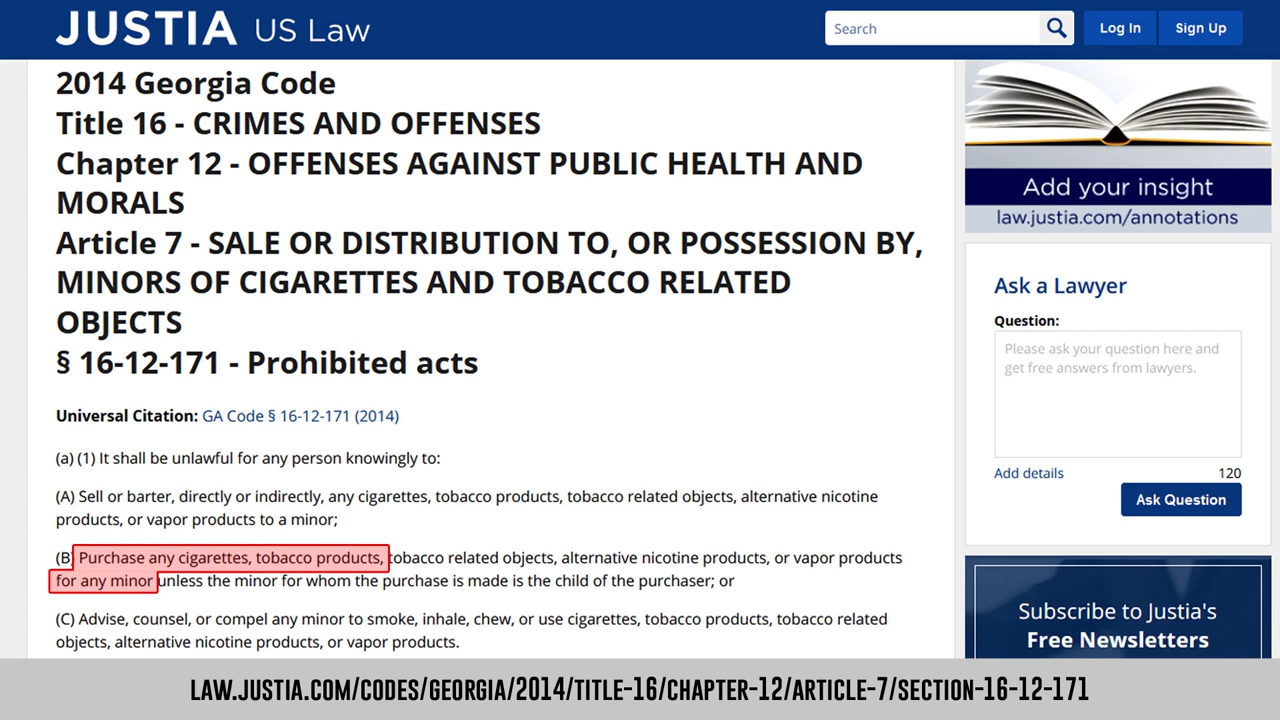 JUSTIA US Law
Search
Log In
Sign Up
2014 Georgia Code
Title 16 - CRIMES AND OFFENSES
Chapter 12 - OFFENSES AGAINST PUBLIC HEALTH AND
MORALS
Article 7 - SALE OR DISTRIBUTION TO, OR POSSESSION BY,
MINORS OF CIGARETTES AND TOBACCO RELATED
OBJECTS
§ 16-12-171 - Prohibited acts
Universal Citation: GA Code § 16-12-171 (2014)
(a) (1) It shall be unlawful for any person knowingly to:
(A) Sell or barter, directly or indirectly, any cigarettes, tobacco products, tobacco related objects, alternative nicotine
products, or vapor products to a minor;
(B) Purchase any cigarettes, tobacco products, tobacco related objects, alternative nicotine products, or vapor products
for any minor unless the minor for whom the purchase is made is the child of the purchaser; or
(C) Advise, counsel, or compel any minor to smoke, inhale, chew, or use cigarettes, tobacco products, tobacco related
objects, alternative nicotine products, or vapor products.
Add your insight
law.justia.com/annotations
Ask a Lawyer
Question:
Please ask your question here and
get free answers from lawyers.
Add details
120
Ask Question
Subscribe to Justia's
Free Newsletters
LAW.JUSTIA.COM/CODES/GEORGIA/2014/TITLE-16/CHAPTER-12/ARTICLE-7/SECTION-16-12-171